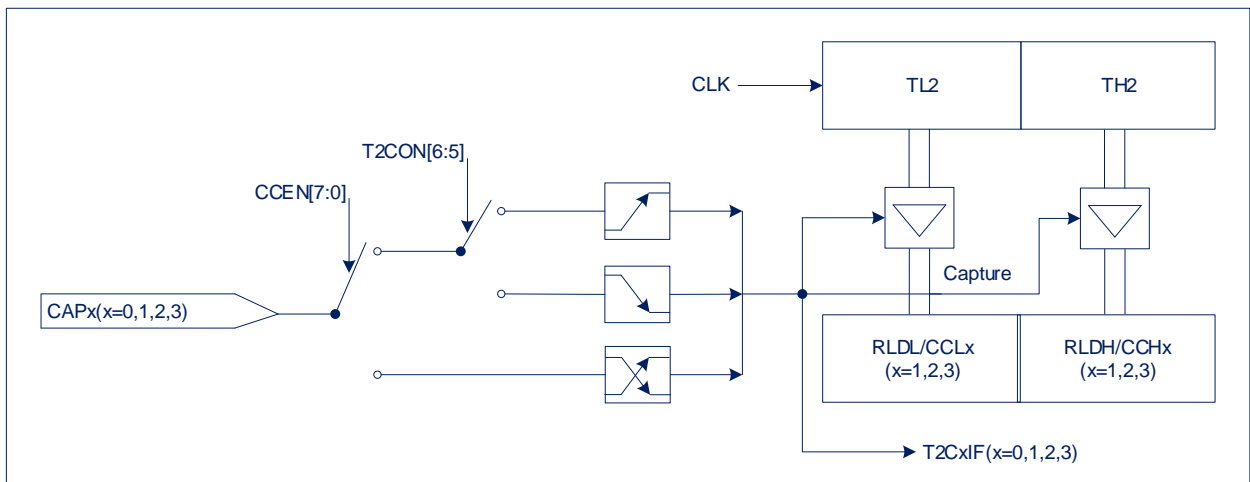 CLK
TL2
TH2
T2CON[6:5]
CCEN[7:0]
Capture
CAPx(x=0,1,2,3)
RLDL/CCLx
(x=1,2,3)
RLDH/CCHx
(x=1,2,3)
T2CxIF(x=0,1,2,3)